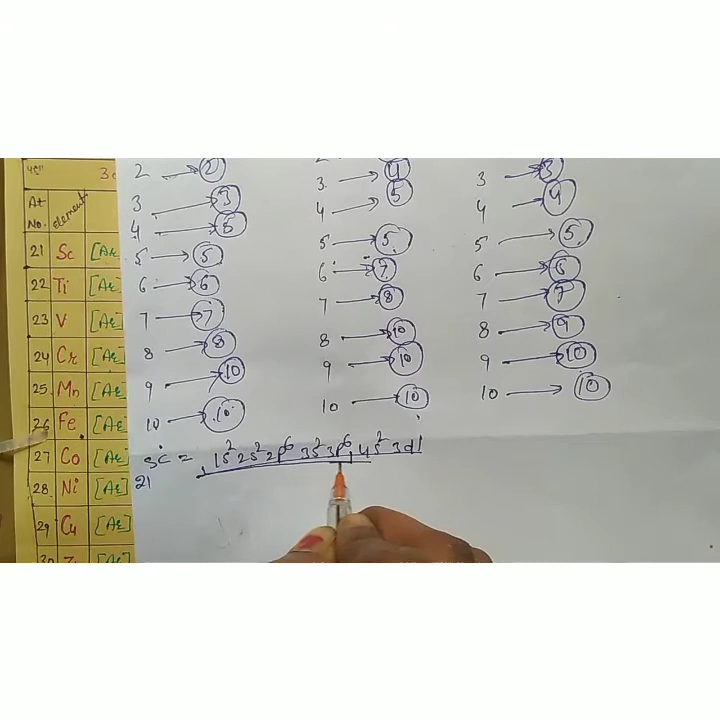 4s" 3d
At No. element
21 Sc [Ar]
22 Ti [Ar]
23 V [Ar]
24 Cr [Ar]
25 Mn [Ar]
26 Fe [Ar]
27 Co [Ar]
28 Ni [Ar]
29 Cu [Ar]
30 [Ar]
2 → 2
3 → 3
4 → 5
5 → 5
6 → 6
7 → 7
8 → 8
9 → 10
10 → 10
3 → 4
4 → 5
5 → 5
6 → 7
7 → 8
8 → 10
9 → 10
10 → 10
3 → 3
4 → 4
5 → 5
6 → 6
7 → 7
8 → 9
9 → 10
10 → 10
Sc = 1s² 2s² 2p⁶ 3s² 3p⁶, 4s² 3d1
21